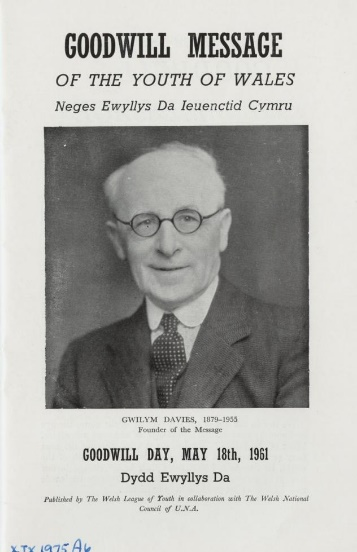 GOODWILL MESSAGE
OF THE YOUTH OF WALES
Neges Ewyllys Da Ieuenctid Cymru
GWILYM DAVIES, 1879-1955
Founder of the Message
GOODWILL DAY, MAY 18th, 1961
Dydd Ewyllys Da
Published by The Welsh League of Youth in collaboration with The Welsh National
Council of U.N.A.
XJX 1975 A6